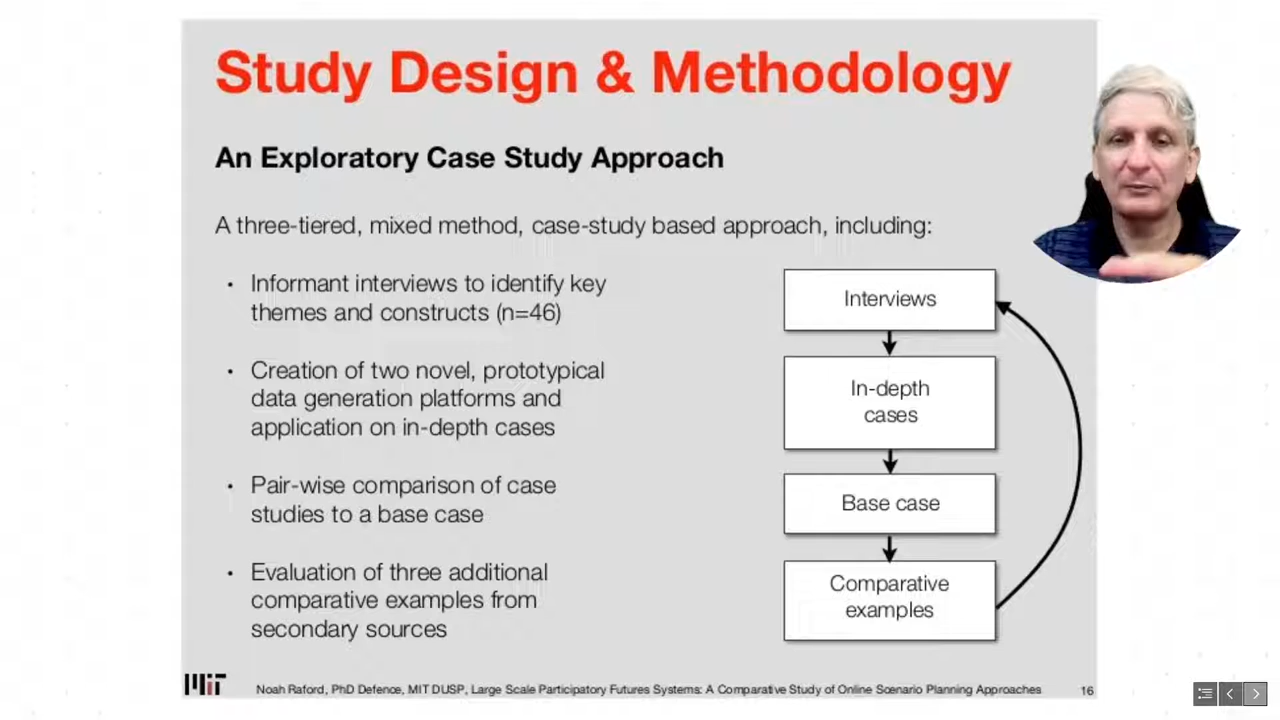 Study Design & Methodology
An Exploratory Case Study Approach
A three-tiered, mixed method, case-study based approach, including:
• Informant interviews to identify key
themes and constructs (n=46)
• Creation of two novel, prototypical
data generation platforms and
application on in-depth cases
• Pair-wise comparison of case
studies to a base case
• Evaluation of three additional
comparative examples from
secondary sources
Interviews
In-depth
cases
Base case
Comparative
examples
MIT
Noah Raford, PhD Defence, MIT DUSP, Large Scale Participatory Futures Systems: A Comparative Study of Online Scenario Planning Approaches
16